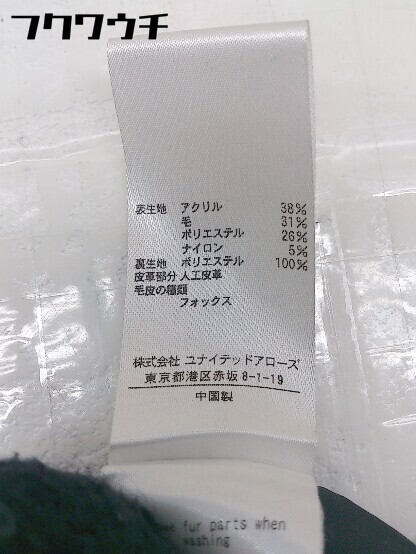 フクワウチ
表生地 アクリル 38%
毛 31%
ポリエステル 26%
ナイロン 5%
裏生地 ポリエステル 100%
皮革部分 人工皮革
毛皮の種類
フォックス
株式会社 ユナイテッドアローズ
東京都港区赤坂 8-1-19
中国製
fur parts when
washing